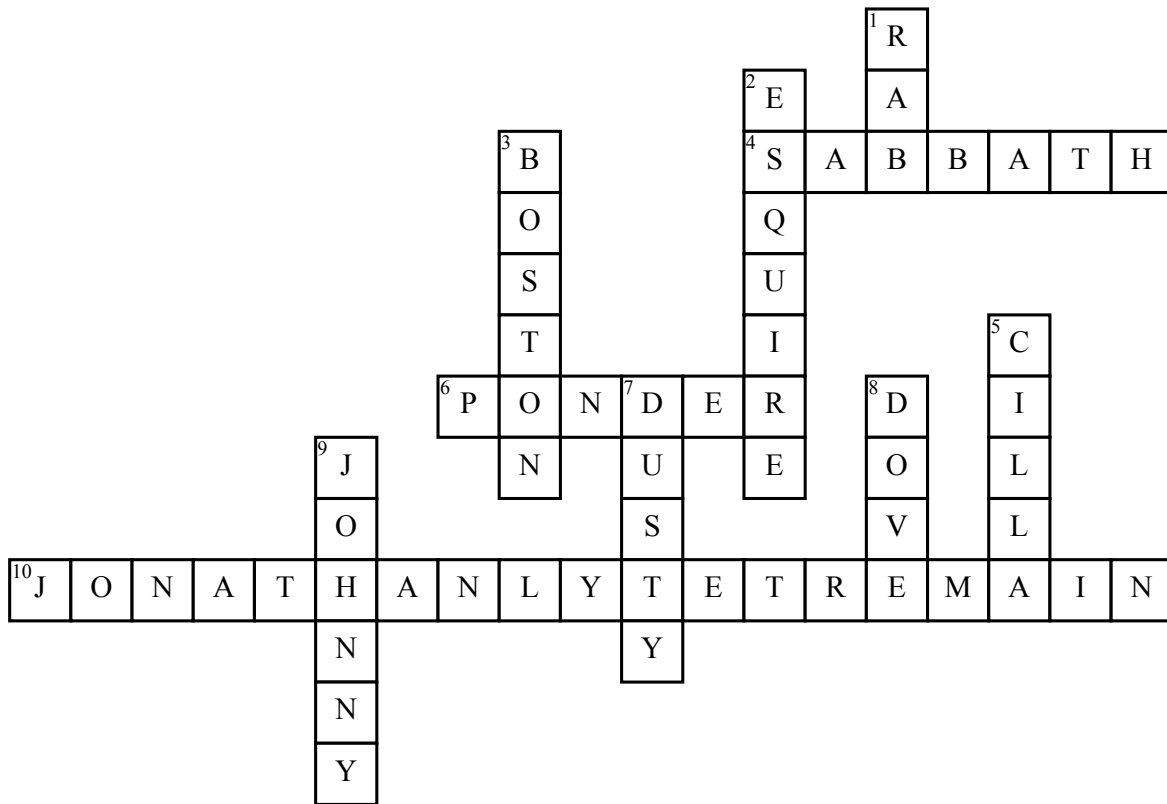 1 R
2 E A
3 B 4 S A B B A T H
O Q
S U
T I 5 C
6 P O N 7 D E R 8 D I
9 J N U E O L
O S V L
10 J O N A T H A N L Y T E T R E M A I N
N Y
N
Y